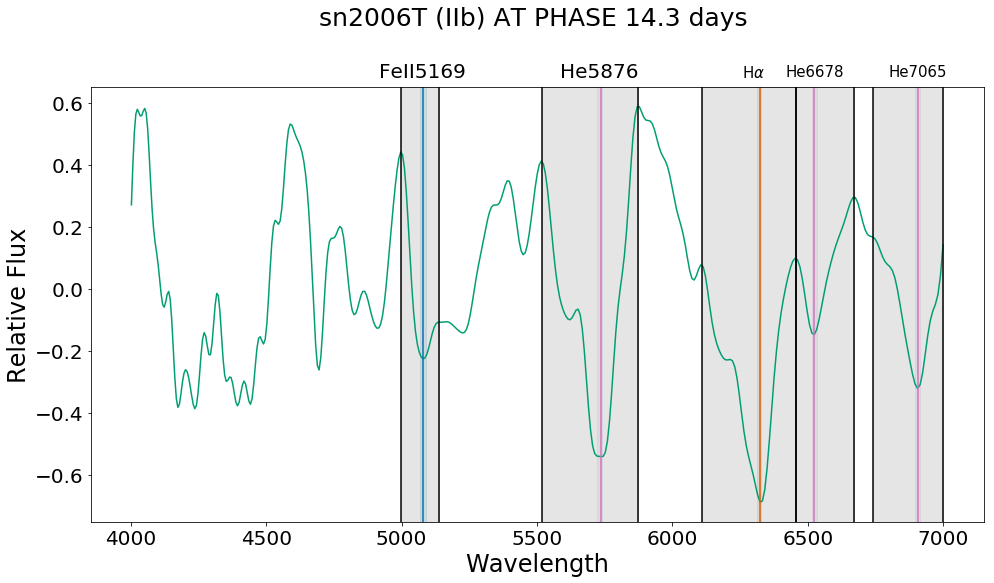 sn2006T (IIb) AT PHASE 14.3 days
FeII5169 He5876 Hα He6678 He7065
0.6
0.4
0.2
0.0
−0.2
−0.4
−0.6
Relative Flux
4000 4500 5000 5500 6000 6500 7000
Wavelength